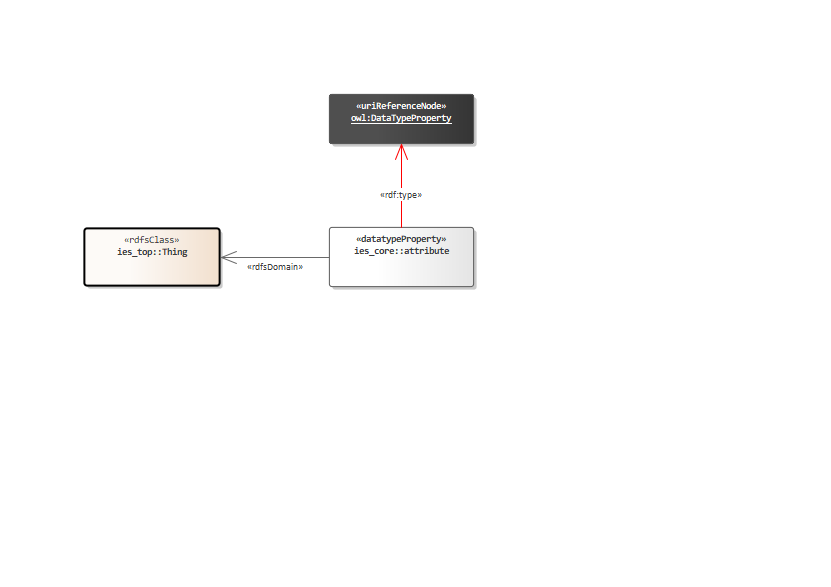 «uriReferenceNode»
owl:DataTypeProperty
«rdf:type»
«rdfsClass»
ies_top::Thing
«datatypeProperty»
ies_core::attribute
«rdfsDomain»